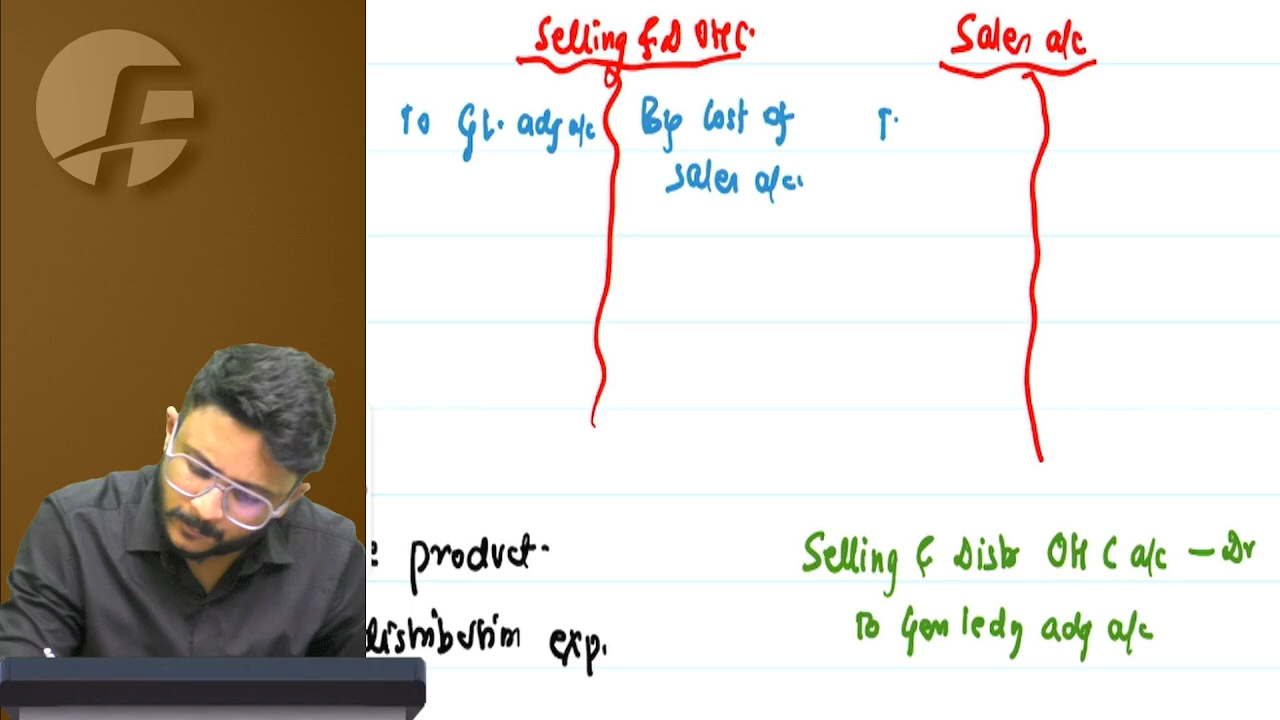 Selling & D OHC.
Sales a/c
To GL. adj a/c
By Cost of
sales a/c.
T.
: product.
distribution exp.
Selling & Distr OH C a/c — Dr
To Gen ledg adj a/c